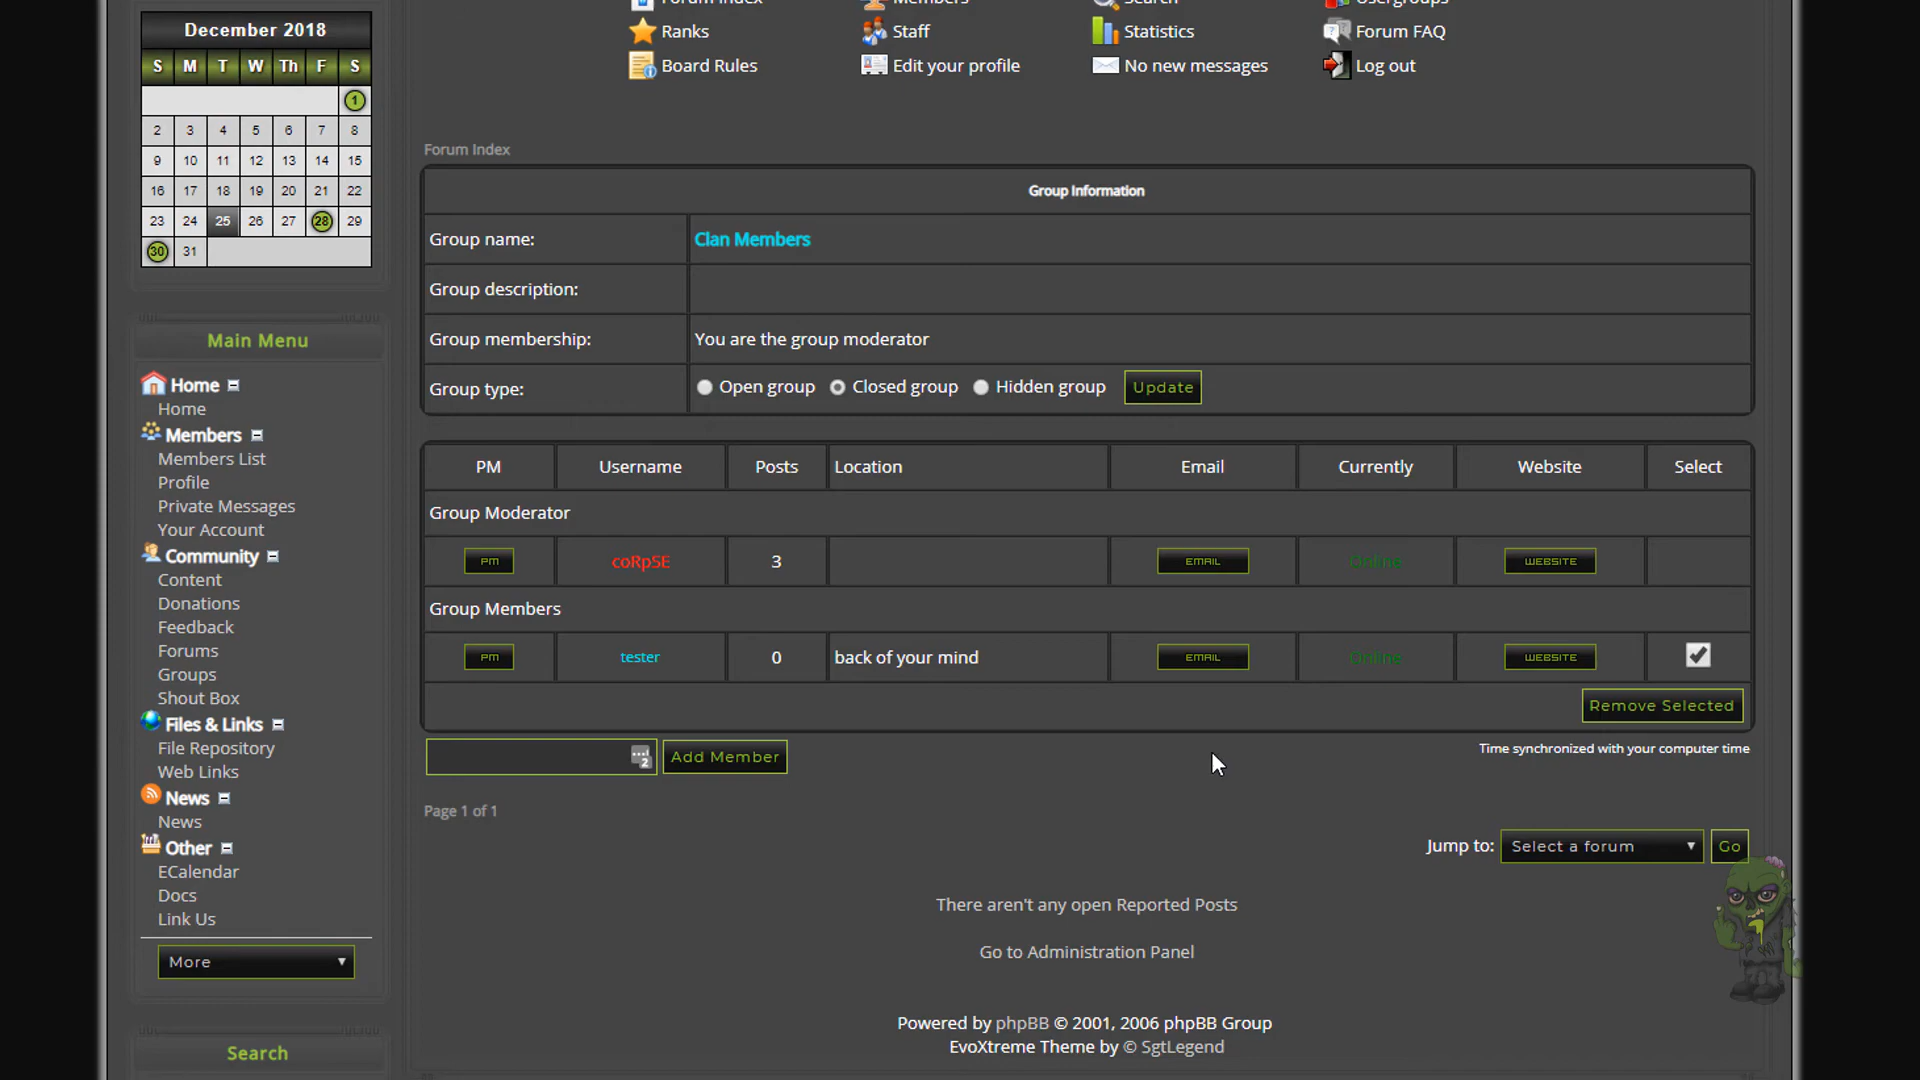 December 2018
S M T W Th F S
1
2 3 4 5 6 7 8
9 10 11 12 13 14 15
16 17 18 19 20 21 22
23 24 25 26 27 28 29
30 31
Main Menu
Home
Home
Members
Members List
Profile
Private Messages
Your Account
Community
Content
Donations
Feedback
Forums
Groups
Shout Box
Files & Links
File Repository
Web Links
News
News
Other
ECalendar
Docs
Link Us
More
Search
Forum Index Members Search Usergroups
Ranks Staff Statistics Forum FAQ
Board Rules Edit your profile No new messages Log out
Forum Index
Group Information
Group name: Clan Members
Group description:
Group membership: You are the group moderator
Group type: Open group Closed group Hidden group Update
PM Username Posts Location Email Currently Website Select
Group Moderator
PM coRpSE 3 EMAIL Online WEBSITE
Group Members
PM tester 0 back of your mind EMAIL Online WEBSITE
Remove Selected
2 Add Member
Time synchronized with your computer time
Page 1 of 1
Jump to: Select a forum Go
There aren't any open Reported Posts
Go to Administration Panel
Powered by phpBB © 2001, 2006 phpBB Group
EvoXtreme Theme by © SgtLegend